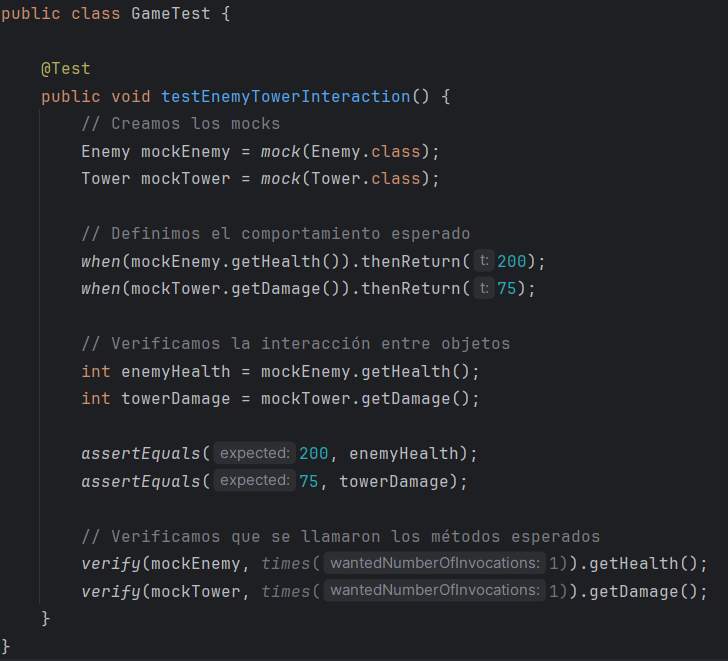 public class GameTest {
@Test
public void testEnemyTowerInteraction() {
// Creamos los mocks
Enemy mockEnemy = mock(Enemy.class);
Tower mockTower = mock(Tower.class);
// Definimos el comportamiento esperado
when(mockEnemy.getHealth()).thenReturn( t: 200);
when(mockTower.getDamage()).thenReturn( t: 75);
// Verificamos la interacción entre objetos
int enemyHealth = mockEnemy.getHealth();
int towerDamage = mockTower.getDamage();
assertEquals( expected: 200, enemyHealth);
assertEquals( expected: 75, towerDamage);
// Verificamos que se llamaron los métodos esperados
verify(mockEnemy, times( wantedNumberOfInvocations: 1)).getHealth();
verify(mockTower, times( wantedNumberOfInvocations: 1)).getDamage();
}
}